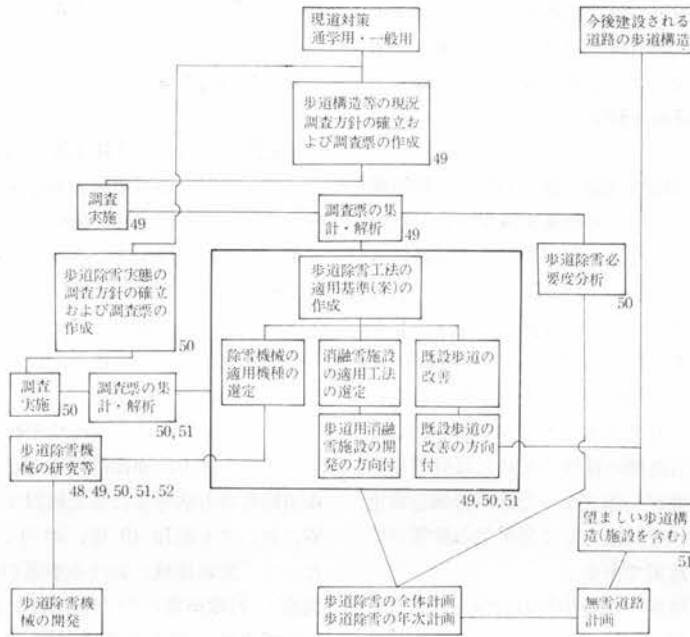 現道対策
通学用・一般用
今後建設される
道路の歩道構造
歩道構造等の現況
調査方針の確立お
よび調査票の作成
49
調査
実施
49
調査票の集
計・解析
49
歩道除雪実態の
調査方針の確立
および調査票の
作成
50
歩道除雪工法の
適用基準(案)の
作成
歩道除雪必
要度分析
50
除雪機械の
適用機種の
選定
消融雪施設
の適用工法
の選定
既設歩道の
改善
調査
実施
50
調査票の集
計・解析
50, 51
歩道用消融
雪施設の開
発の方向付
既設歩道の
改善の方向
付
49, 50, 51
歩道除雪機
械の研究等
48, 49, 50, 51, 52
望ましい歩道構
造(施設を含む)
51
歩道除雪機
械の開発
歩道除雪の全体計画
歩道除雪の年次計画
無雪道路
計画